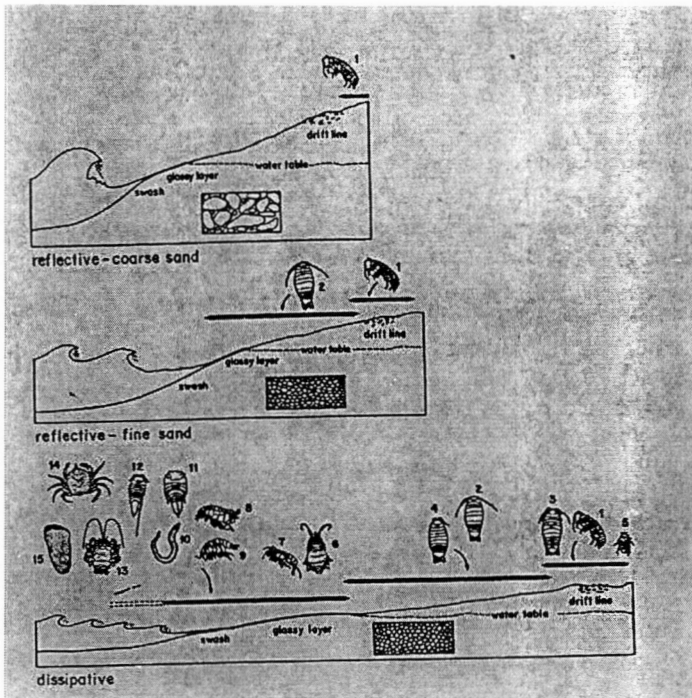 1
drift line
water table
glassy layer
swash
reflective-coarse sand
2
1
drift line
water table
glassy layer
swash
reflective-fine sand
14
12
11
8
2
4
3
1
5
15
13
10
9
7
6
drift line
water table
glassy layer
swash
dissipative